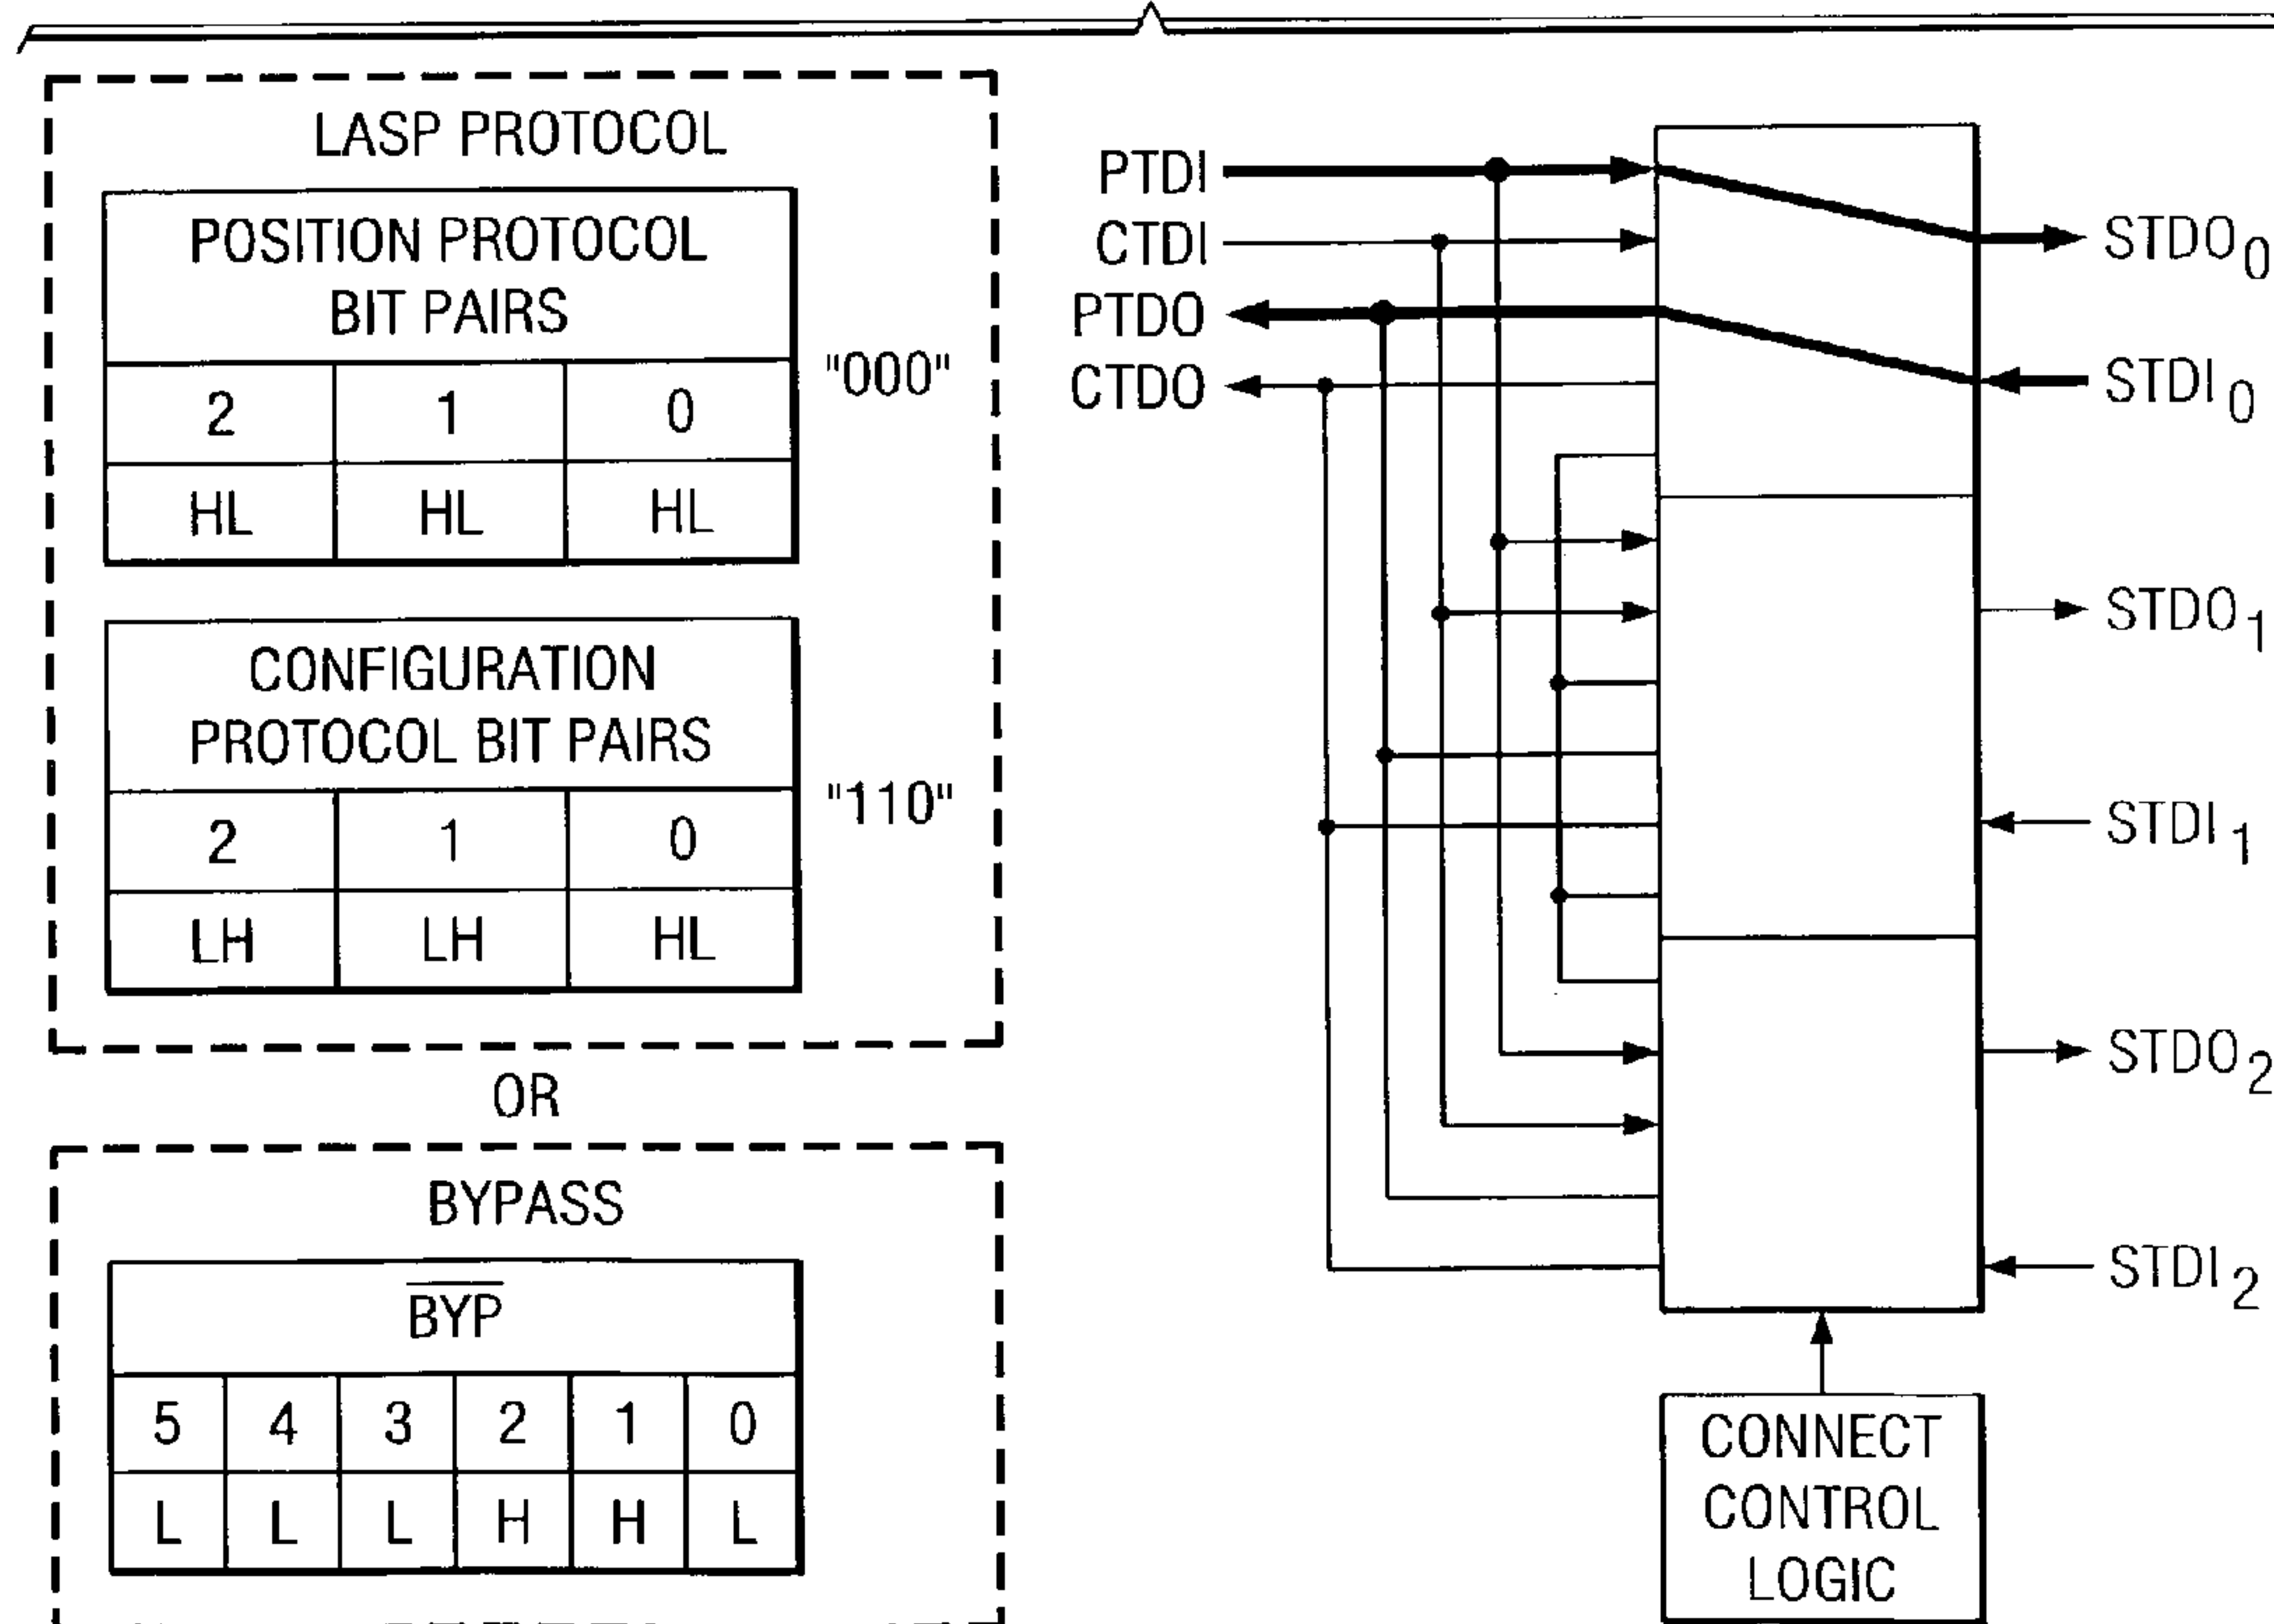 LASP PROTOCOL
POSITION PROTOCOL
BIT PAIRS
2 1 0
HL HL HL
"000"
CONFIGURATION
PROTOCOL BIT PAIRS
2 1 0
LH LH HL
"110"
OR
BYPASS
BYP
5 4 3 2 1 0
L L L H H L
PTDI
CTDI
PTDO
CTDO
STDO0
STDI0
STDO1
STDI1
STDO2
STDI2
CONNECT
CONTROL
LOGIC